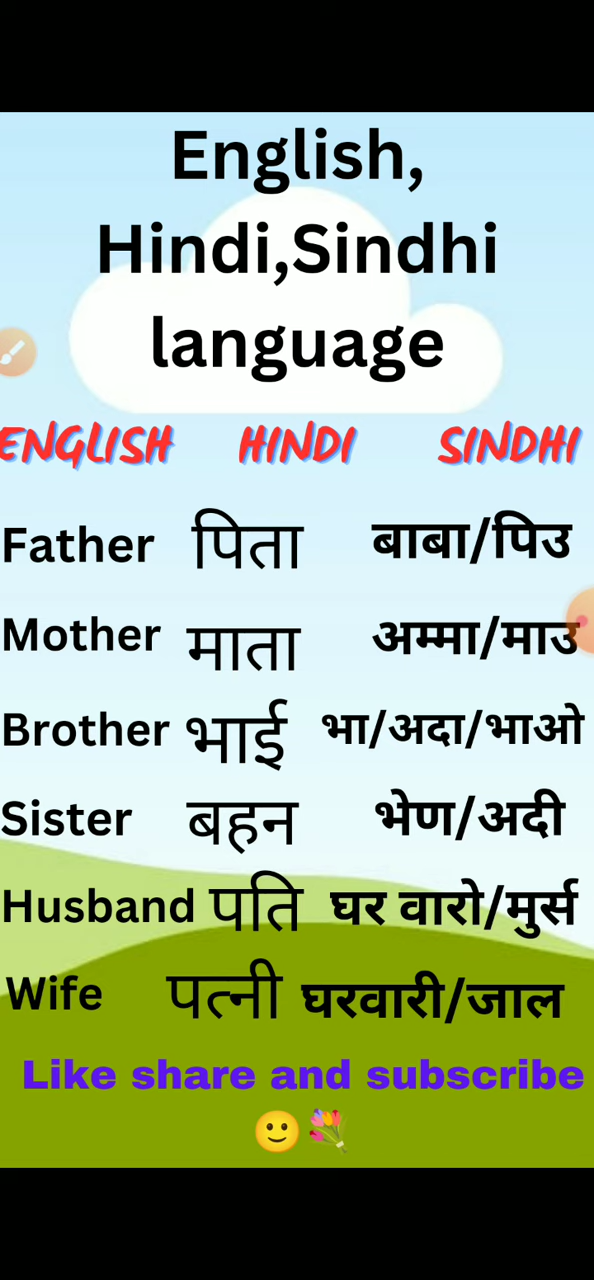 English,
Hindi,Sindhi
language
ENGLISH HINDI SINDHI
Father पिता बाबा/पिउ
Mother माता अम्मा/माउ
Brother भाई भा/अदा/भाओ
Sister बहन भेण/अदी
Husband पति घर वारो/मुर्स
Wife पत्नी घरवारी/जाल
Like share and subscribe
🙂💐